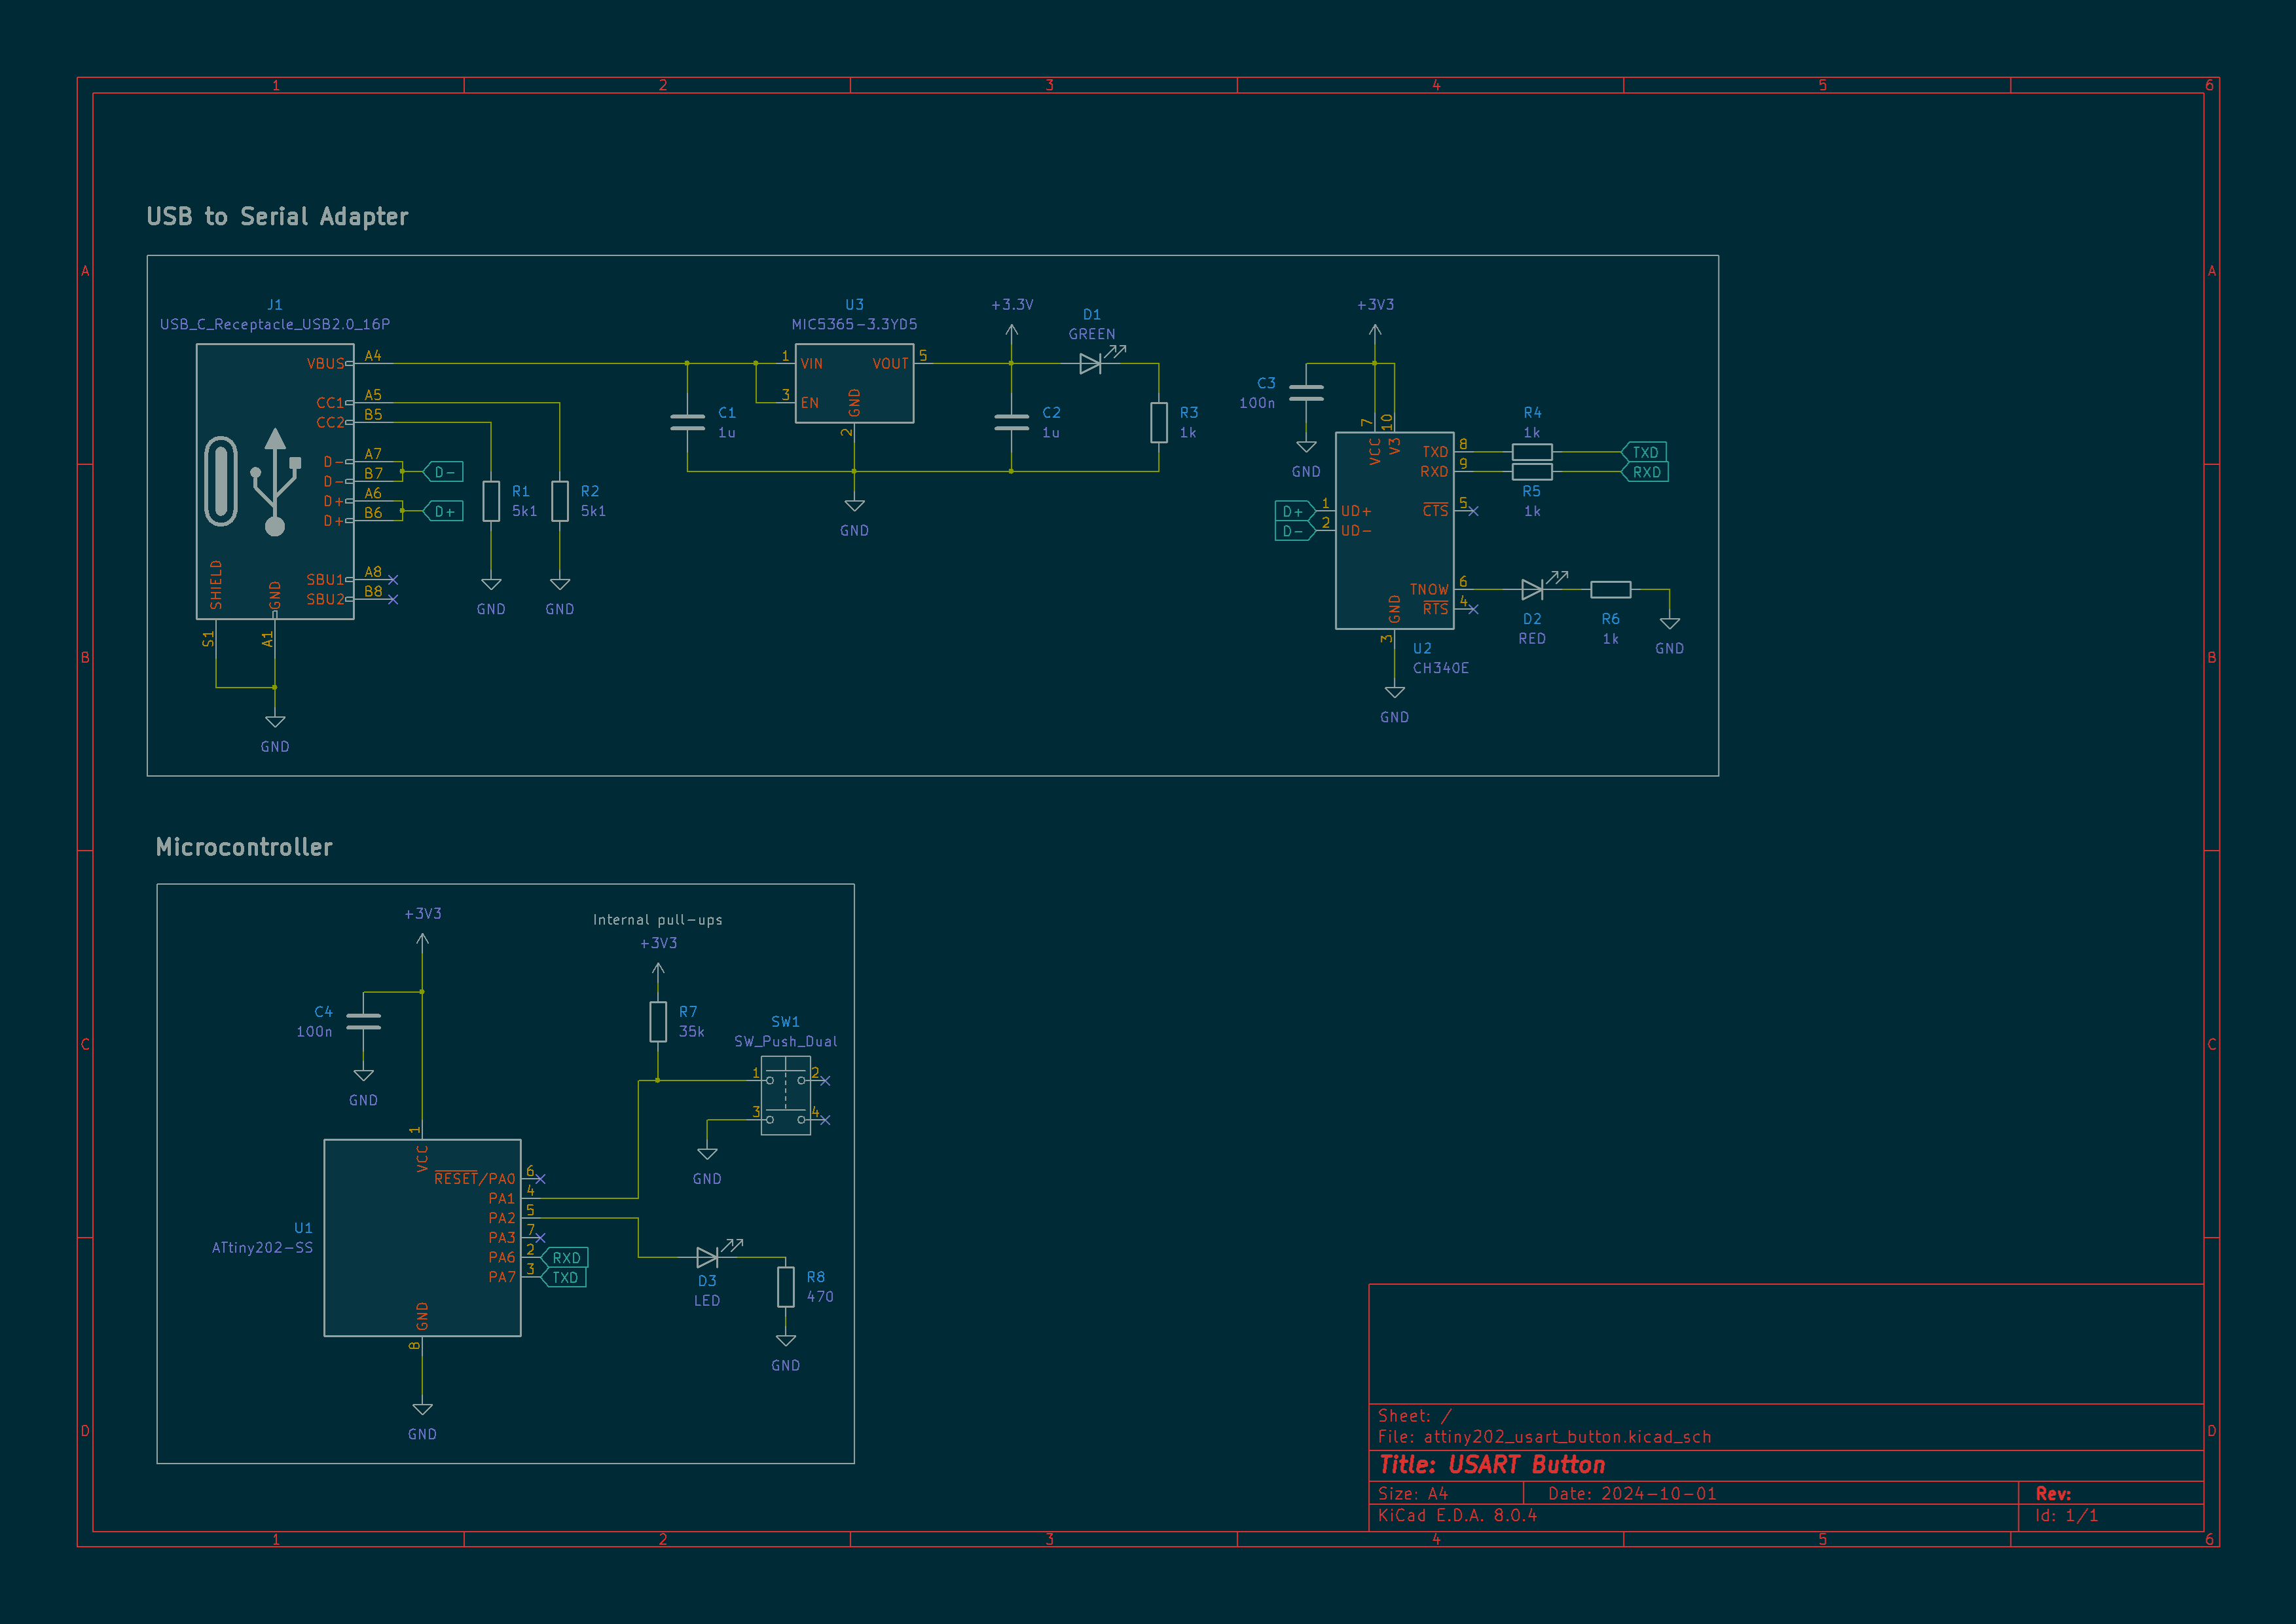 1 2 3 4 5 6
A
B
C
D
USB to Serial Adapter
J1
USB_C_Receptacle_USB2.0_16P
VBUS A4
CC1 A5
CC2 B5
D- A7
D- B7
D+ A6
D+ B6
SBU1 A8
SBU2 B8
SHIELD
GND
S1
A1
GND
D-
D+
R1
5k1
GND
R2
5k1
GND
C1
1u
U3
MIC5365-3.3YD5
1 VIN
3 EN
VOUT 5
GND
2
GND
+3.3V
C2
1u
D1
GREEN
R3
1k
+3V3
C3
100n
GND
7
VCC
10
V3
D+ 1 UD+
D- 2 UD-
TXD 8
RXD 9
CTS 5
TNOW 6
RTS 4
GND
3
GND
U2
CH340E
R4
1k
TXD
RXD
R5
1k
D2
RED
R6
1k
GND
Microcontroller
+3V3
C4
100n
GND
1
VCC
U1
ATtiny202-SS
RESET/PA0 6
PA1 4
PA2 5
PA3 7
PA6 2 RXD
PA7 3 TXD
GND
8
GND
Internal pull-ups
+3V3
R7
35k
SW1
SW_Push_Dual
1 2
3 4
GND
D3
LED
R8
470
GND
Sheet: /
File: attiny202_usart_button.kicad_sch
Title: USART Button
Size: A4 Date: 2024-10-01 Rev:
KiCad E.D.A. 8.0.4 Id: 1/1
A
B
C
D
1 2 3 4 5 6